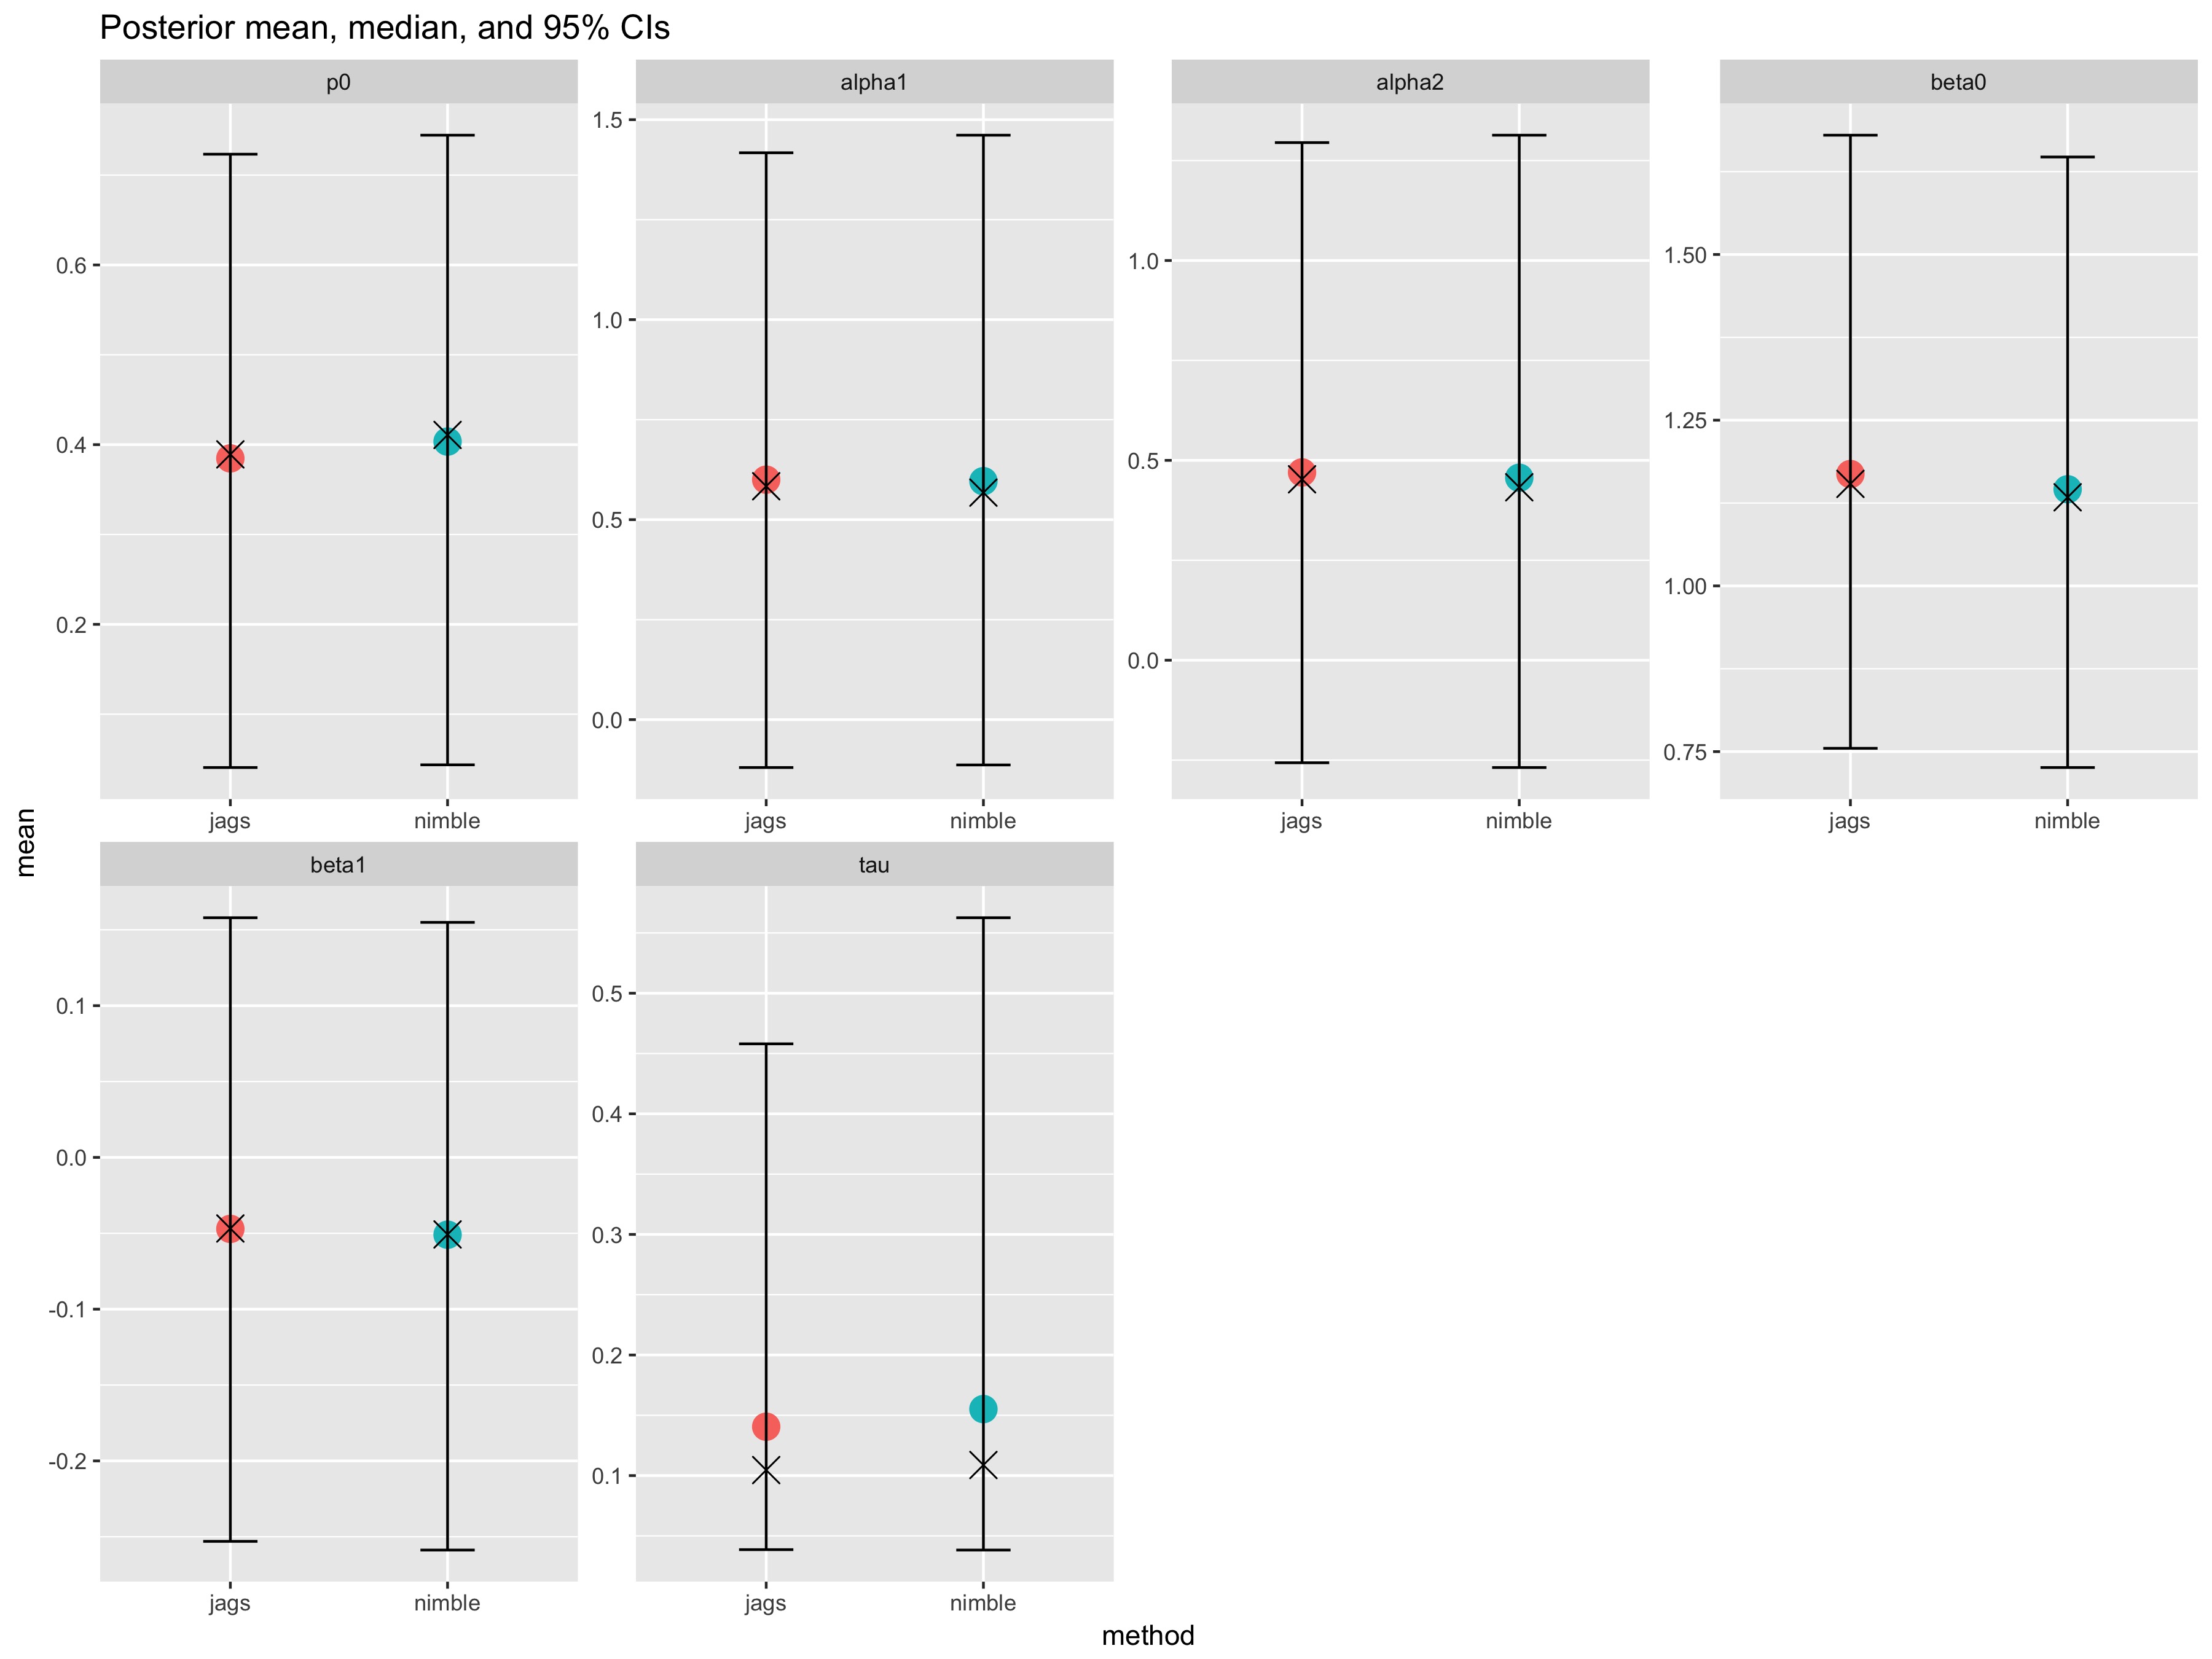 Posterior mean, median, and 95% CIs
p0
alpha1
alpha2
beta0
0.6
0.4
0.2
1.5
1.0
0.5
0.0
1.0
0.5
0.0
1.50
1.25
1.00
0.75
jags
nimble
jags
nimble
jags
nimble
jags
nimble
mean
beta1
tau
0.1
0.0
-0.1
-0.2
0.5
0.4
0.3
0.2
0.1
jags
nimble
jags
nimble
method